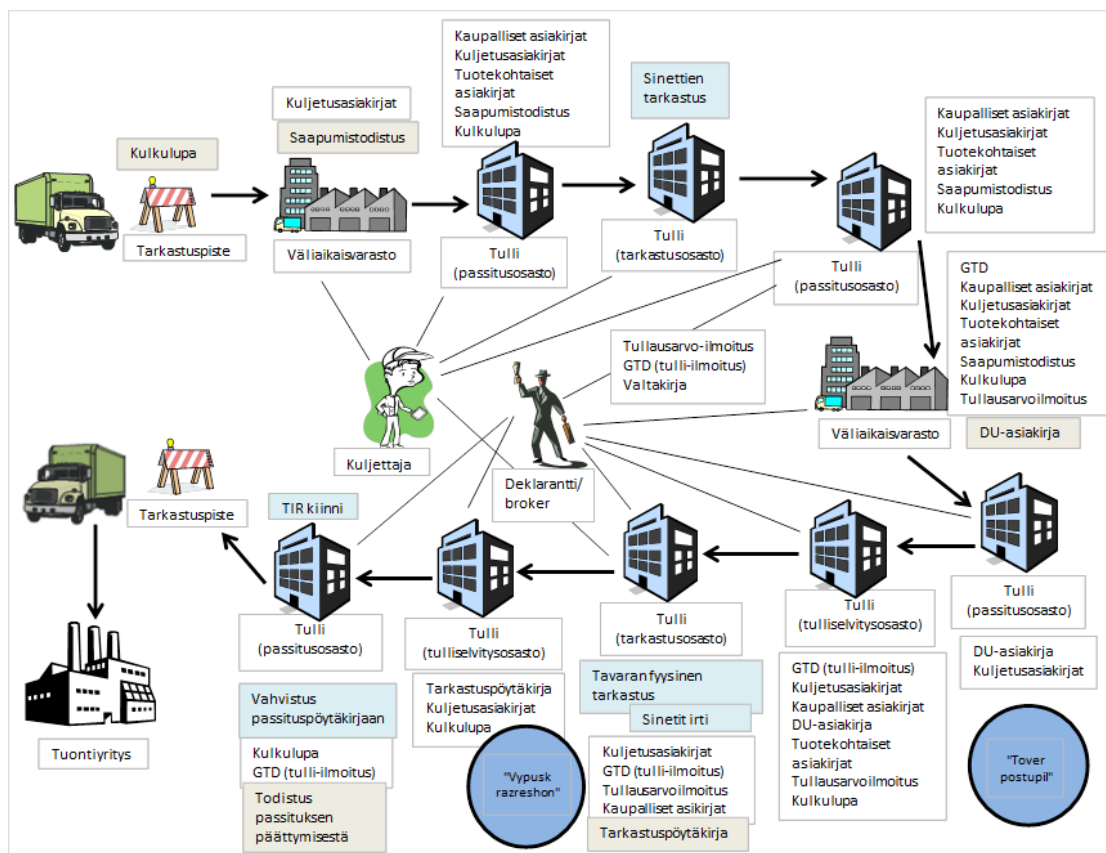 Kaupalliset asiakirjat
Kuljetusasiakirjat
Tuotekohtaiset
asiakirjat
Saapumistodistus
Kulkulupa
Sinettien
tarkastus
Kuljetusasiakirjat
Saapumistodistus
Kulkulupa
Kaupalliset asiakirjat
Kuljetusasiakirjat
Tuotekohtaiset
asiakirjat
Saapumistodistus
Kulkulupa
Tarkastuspiste
Väliaikaisvarasto
Tulli
(passitusosasto)
Tulli
(tarkastusosasto)
Tulli
(passitusosasto)
GTD
Kaupalliset asiakirjat
Kuljetusasiakirjat
Tuotekohtaiset
asiakirjat
Saapumistodistus
Kulkulupa
Tullausarvoilmoitus
Tullausarvo-ilmoitus
GTD (tulli-ilmoitus)
Valtakirja
Väliaikaisvarasto
DU-asiakirja
Kuljettaja
Deklarantti/
broker
Tarkastuspiste
TIR kiinni
Tulli
(passitusosasto)
Tulli
(tulliselvitysosasto)
Tulli
(tarkastusosasto)
Tulli
(tulliselvitysosasto)
Tulli
(passitusosasto)
Vahvistus
passituspöytäkirjaan
Kulkulupa
GTD (tulli-ilmoitus)
Todistus
passituksen
päättymisestä
Tarkastuspöytäkirja
Kuljetusasiakirjat
Kulkulupa
"Vypusk
razreshon"
Tavaran fyysinen
tarkastus
Sinetit irti
Kuljetusasiakirjat
GTD (tulli-ilmoitus)
Tullausarvoilmoitus
Kaupalliset asikirjat
Tarkastuspöytäkirja
GTD (tulli-ilmoitus)
Kuljetusasiakirjat
Kaupalliset asiakirjat
DU-asiakirja
Tuotekohtaiset
asiakirjat
Tullausarvoilmoitus
Kulkulupa
DU-asiakirja
Kuljetusasiakirjat
"Tover
postupil"
Tuontiyritys